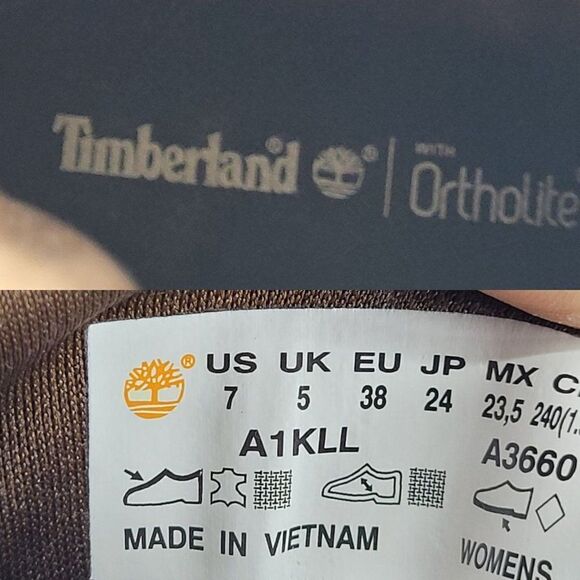 Timberland® ® | WITH OrthoLite®
® US UK EU JP MX
7 5 38 24 23,5 240(1.
A1KLL A3660
MADE IN VIETNAM
WOMENS